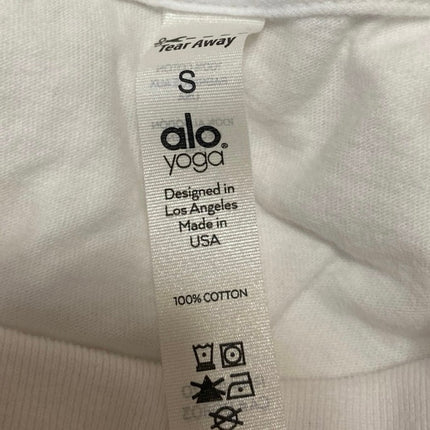 Tear Away
S
alo®
yoga
Designed in
Los Angeles
Made in
USA
100% COTTON